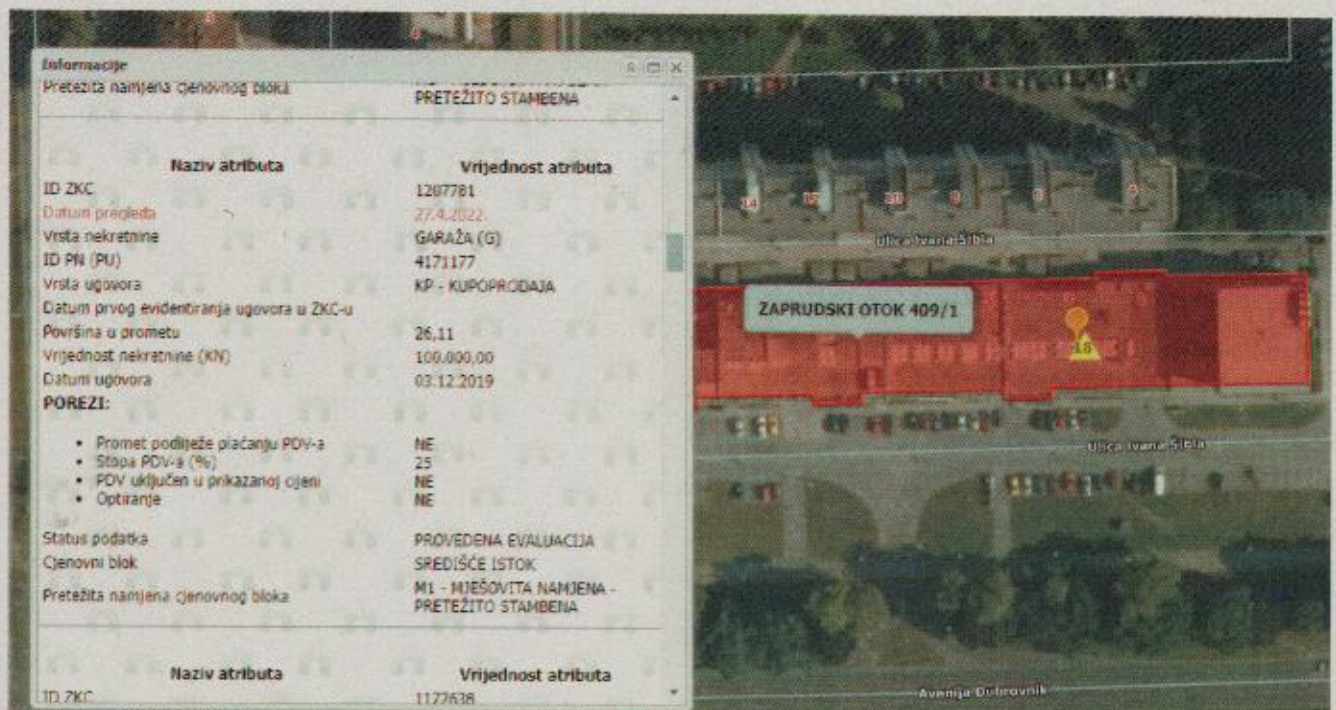 Informacije
Pretežita namjena cjenovnog bloka
PRETEŽITO STAMBENA
Naziv atributa Vrijednost atributa
ID ZKC 1207781
Datum pregleda 27.4.2022.
Vrsta nekretnine GARAŽA (G)
ID PN (PU) 4171177
Vrsta ugovora KP - KUPOPRODAJA
Datum prvog evidentiranja ugovora u ZKC-u
Površina u prometu 26,11
Vrijednost nekretnine (KN) 100.000,00
Datum ugovora 03.12.2019
POREZI:
• Promet podliježe plaćanju PDV-a NE
• Stopa PDV-a (%) 25
• PDV uključen u prikazanoj cijeni NE
• Optiranje NE
Status podatka PROVEDENA EVALUACIJA
Cjenovni blok SREDIŠĆE ISTOK
Pretežita namjena cjenovnog bloka M1 - MJEŠOVITA NAMJENA -
PRETEŽITO STAMBENA
Naziv atributa Vrijednost atributa
ID ZKC 1172638
14
Ulica Ivana Šibla
ZAPRUDSKI OTOK 409/1
18
Ulica Ivana Šibla
Avenija Dubrovnik